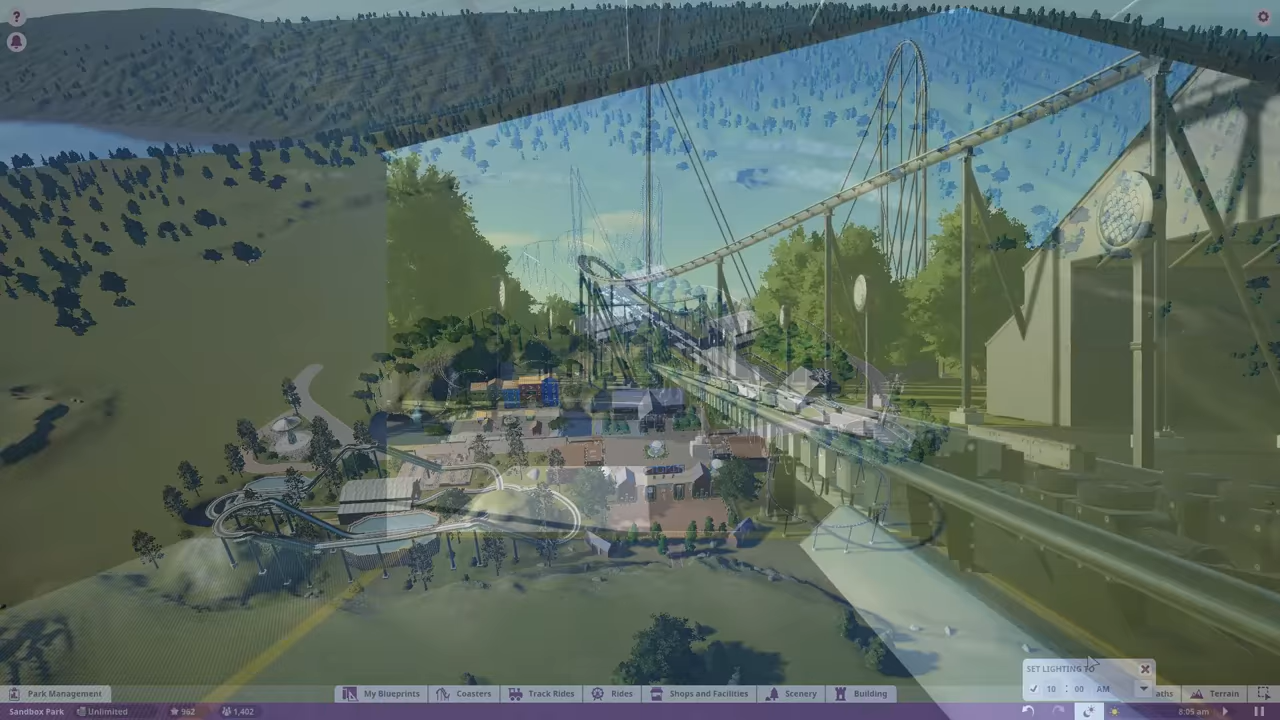 ?
SET LIGHTING TO
10 : 00 AM
Park Management
My Blueprints
Coasters
Track Rides
Rides
Shops and Facilities
Scenery
Building
aths
Terrain
Sandbox Park
Unlimited
962
1,402
8:05 am